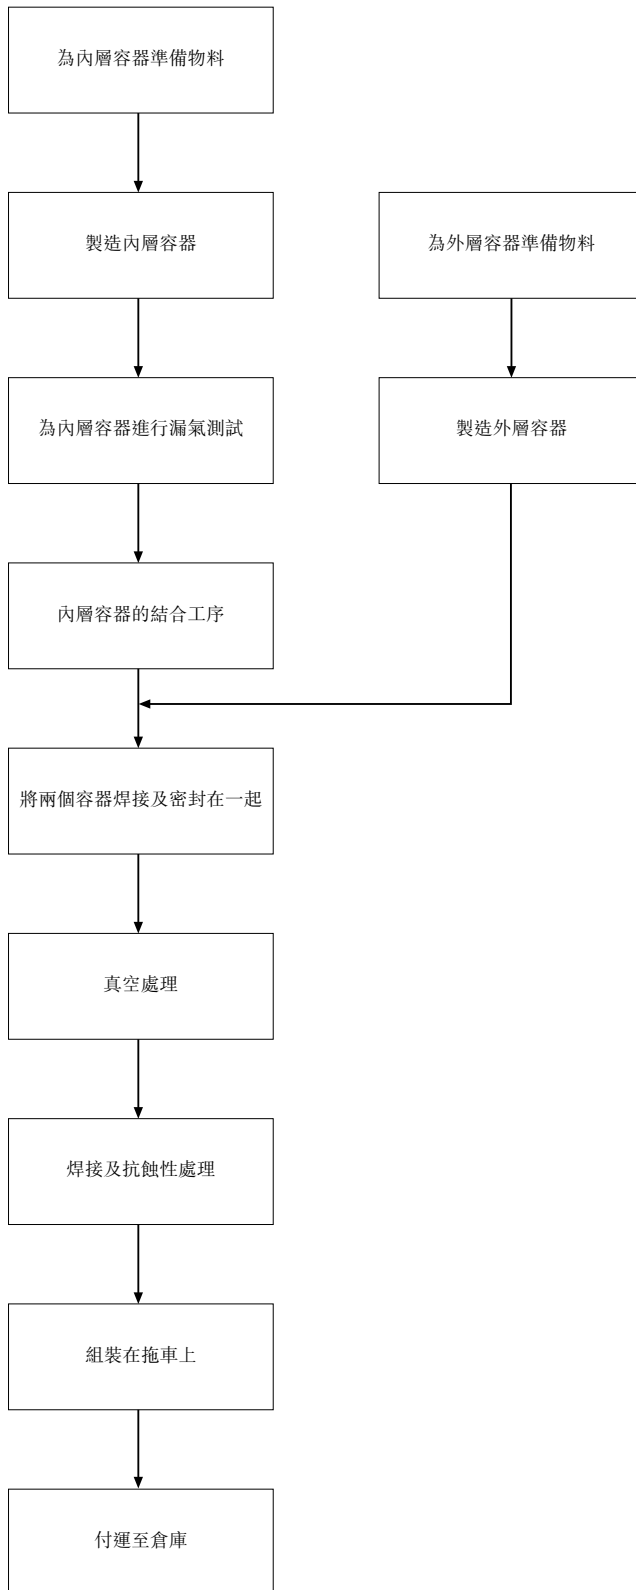 為內層容器準備物料
製造內層容器
為外層容器準備物料
為內層容器進行漏氣測試
製造外層容器
內層容器的結合工序
將兩個容器焊接及密封在一起
真空處理
焊接及抗蝕性處理
組裝在拖車上
付運至倉庫